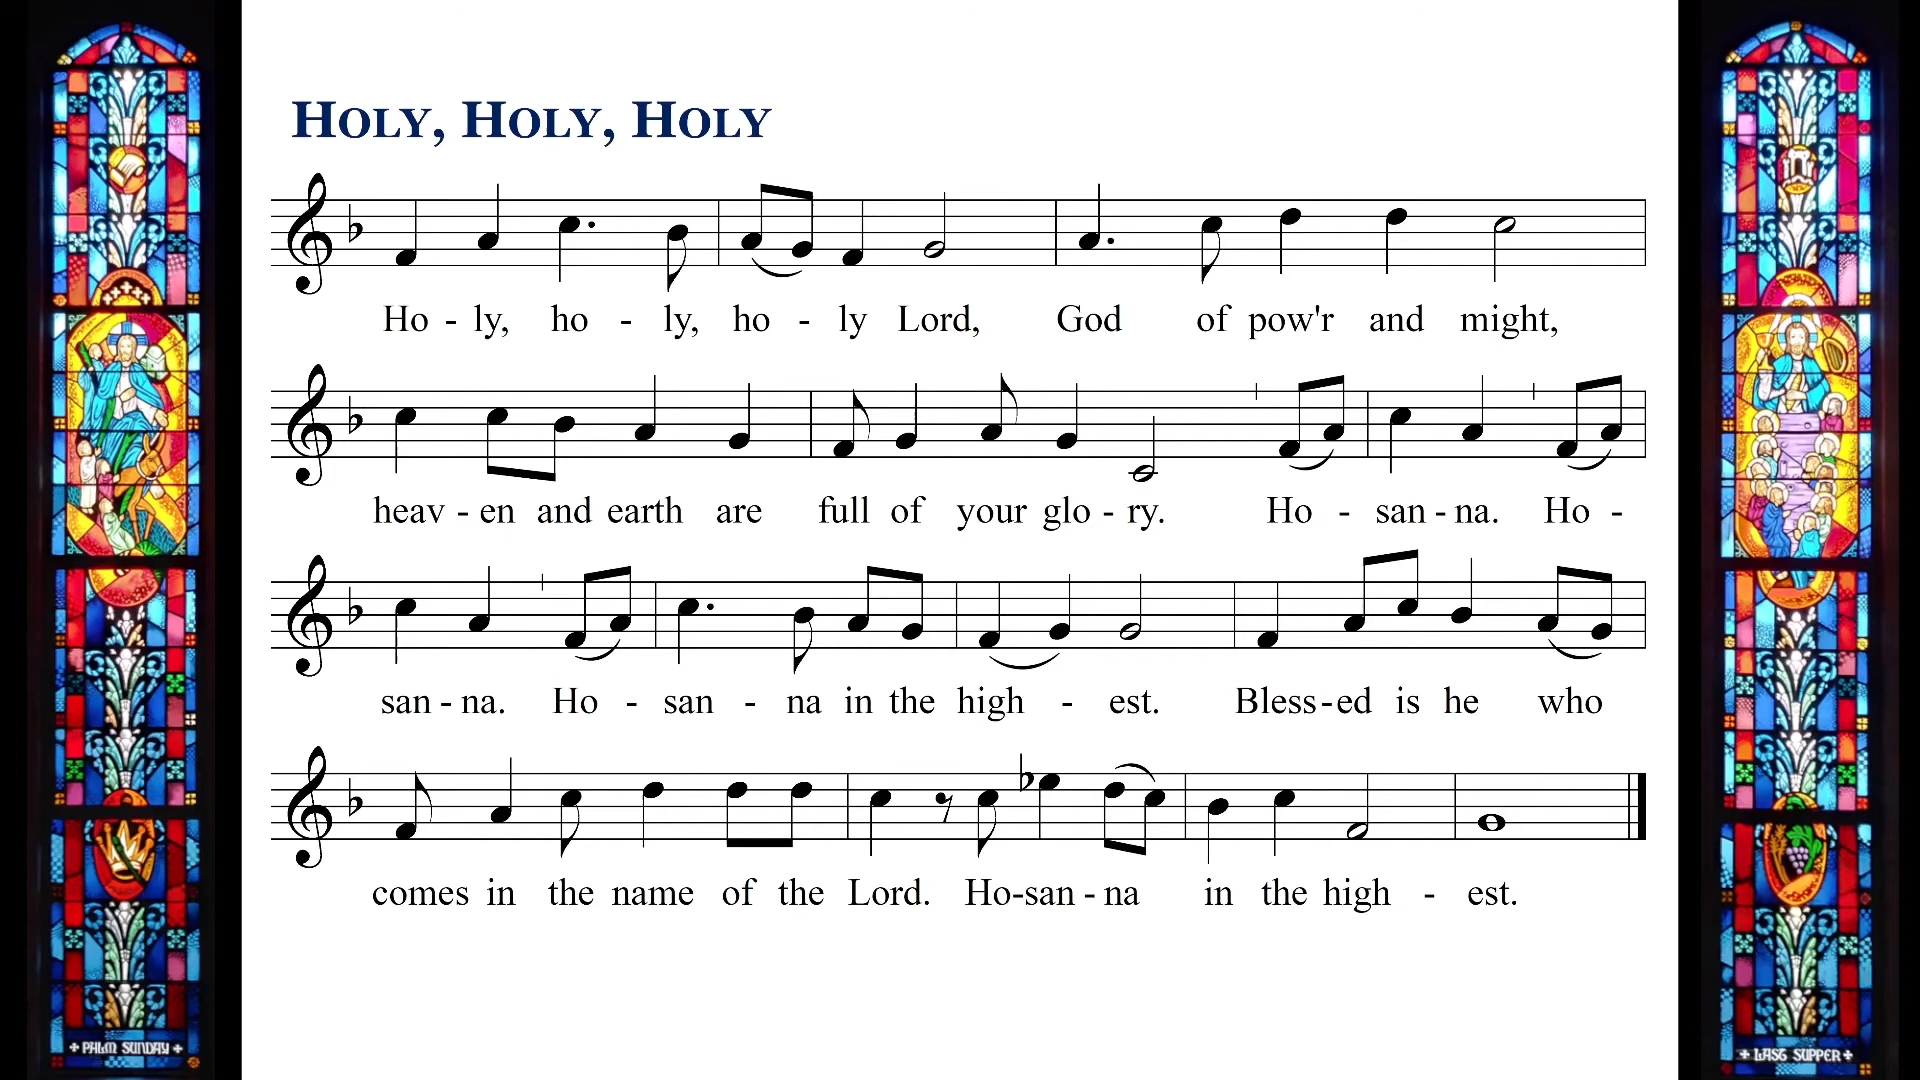 HOLY, HOLY, HOLY
Ho - ly, ho - ly, ho - ly Lord, God of pow'r and might,
heav - en and earth are full of your glo - ry. Ho - san - na. Ho -
san - na. Ho - san - na in the high - est. Bless - ed is he who
comes in the name of the Lord. Ho - san - na in the high - est.
PALM SUNDAY
LAST SUPPER